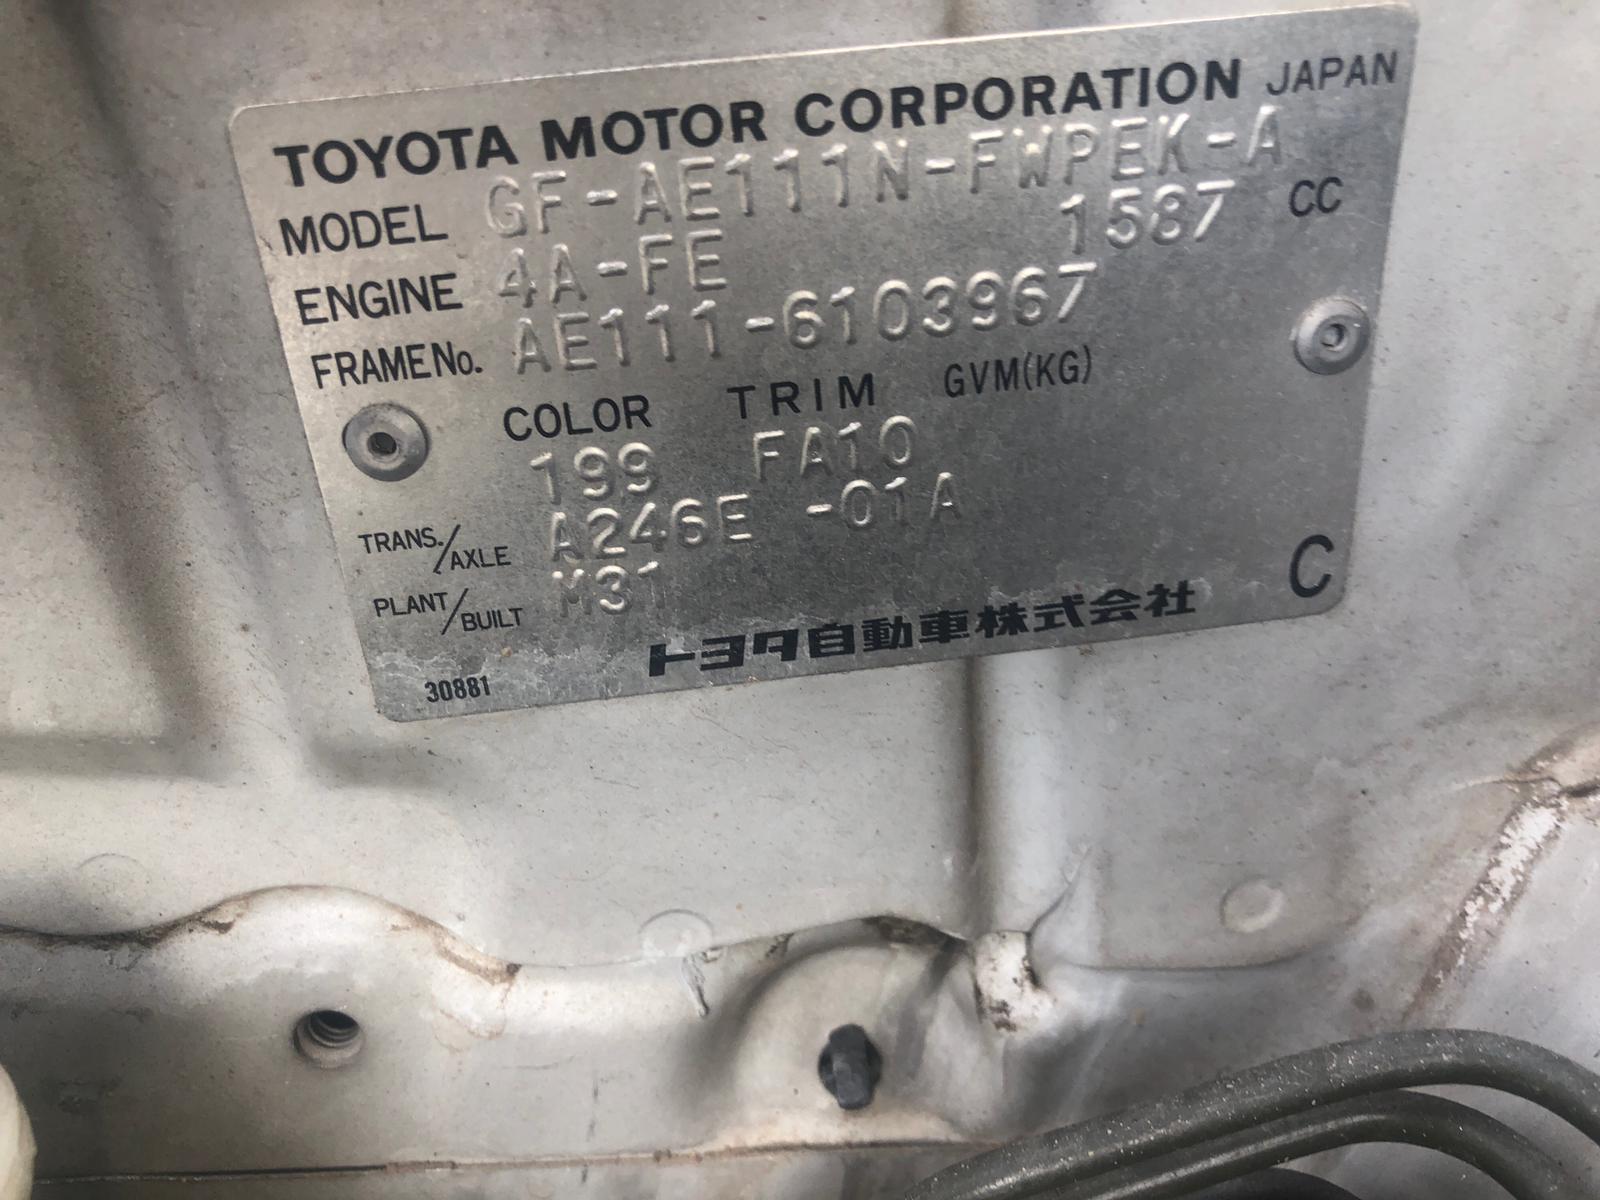 TOYOTA MOTOR CORPORATION JAPAN
MODEL GF-AE111N-FWPEK-A
ENGINE 4A-FE 1587 CC
FRAME No. AE111-6103967
COLOR TRIM GVM(KG)
199 FA10
TRANS./AXLE A246E -01A
PLANT/BUILT M31
C
トヨタ自動車株式会社
30881